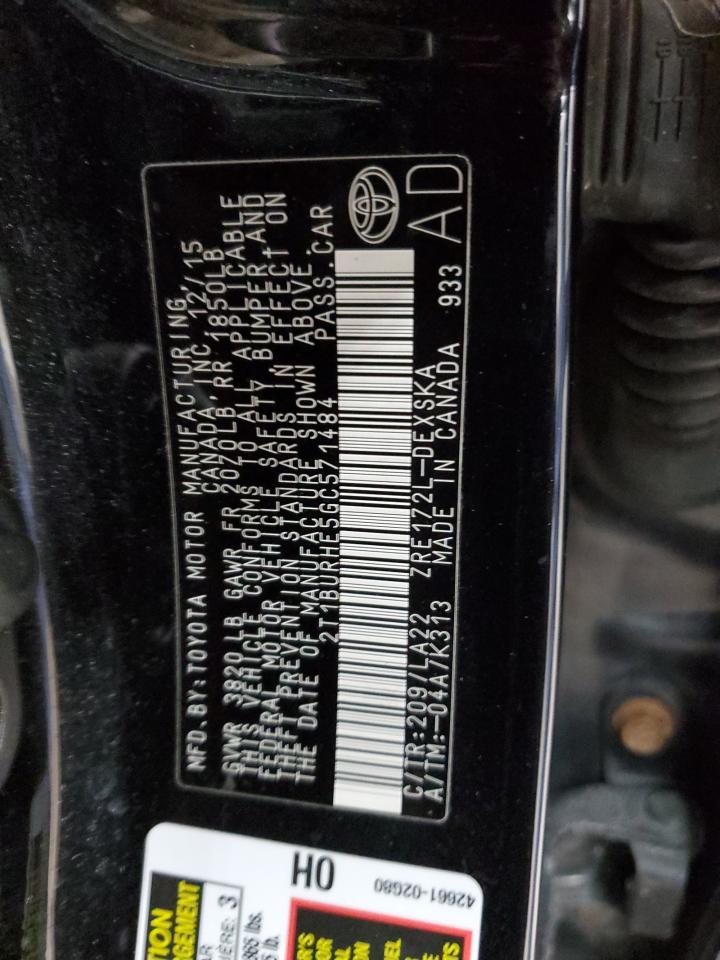 MFD.BY:TOYOTA MOTOR MANUFACTURING,
CANADA,INC. 12/15
GVWR 3820LB GAWR FR 2070LB RR 1850LB
THIS VEHICLE CONFORMS TO ALL APPLICABLE
FEDERAL MOTOR VEHICLE SAFETY, BUMPER,AND
THEFT PREVENTION STANDARDS IN EFFECT ON
THE DATE OF MANUFACTURE SHOWN ABOVE.
2T1BURHE5GC571484 PASS.CAR
C/TR:209/LA22 ZRE172L-DEXSKA 933
A/TM:-04A/K313 MADE IN CANADA AD
0H
42661-02G80
3